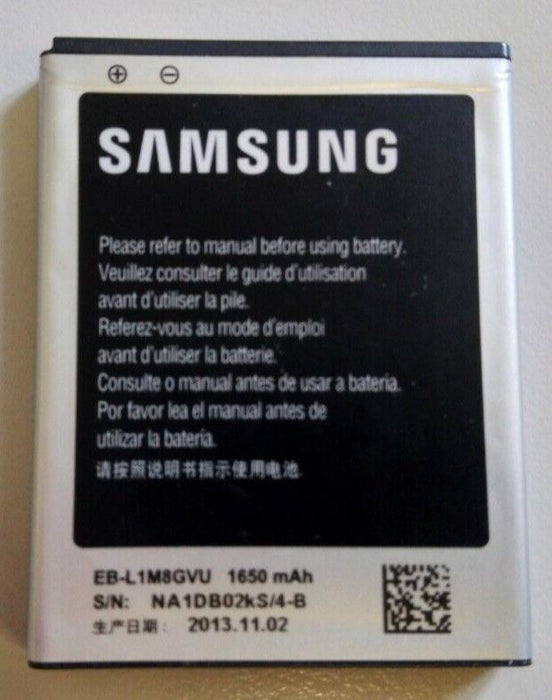 ⊕ ⊖
SAMSUNG
Please refer to manual before using battery.
Veuillez consulter le guide d'utilisation
avant d'utiliser la pile.
Referez-vous au mode d'emploi
avant d'utiliser la batterie.
Consulte o manual antes de usar a bateria.
Por favor lea el manual antes de
utilizar la batería.
请按照说明书指示使用电池.
EB-L1M8GVU 1650 mAh
S/N: NA1DB02kS/4-B
生产日期: 2013.11.02